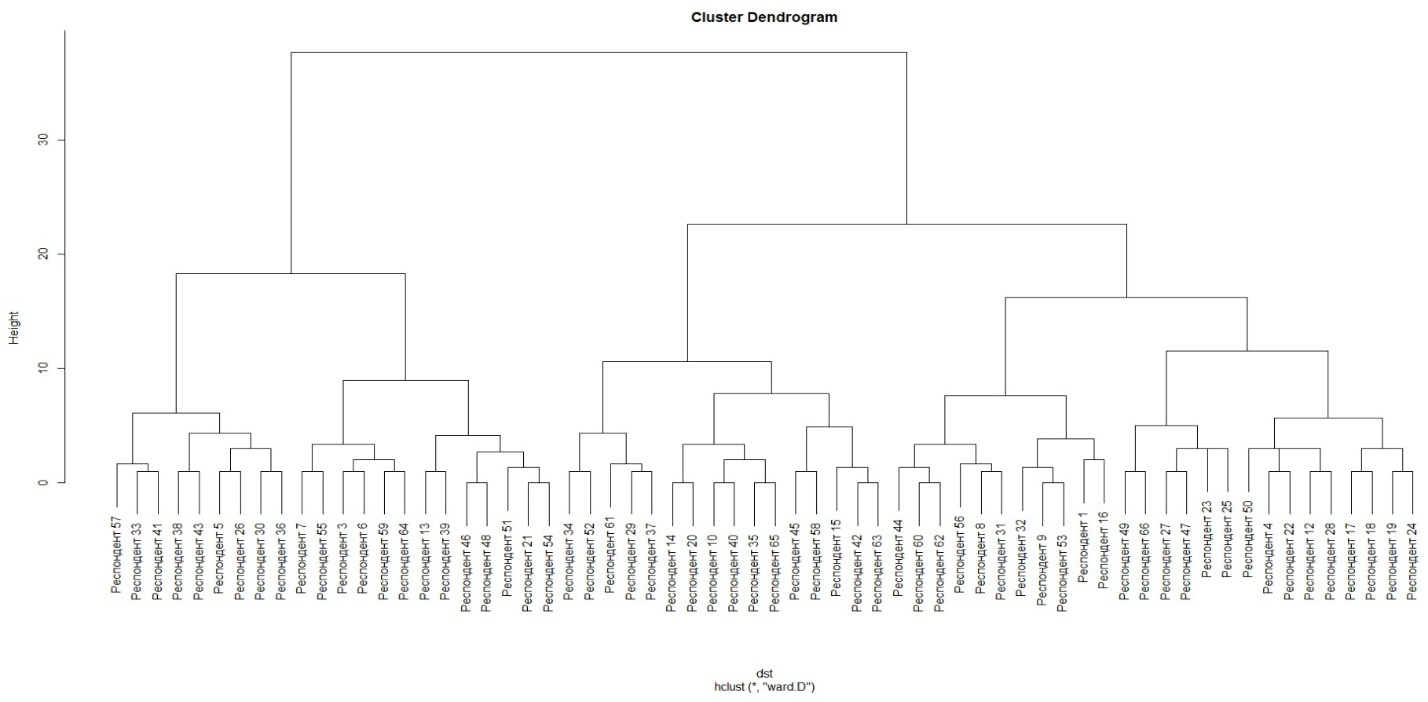 Cluster Dendrogram
Height
30
20
10
0
Респондент 57
Респондент 33
Респондент 41
Респондент 38
Респондент 43
Респондент 5
Респондент 26
Респондент 30
Респондент 36
Респондент 7
Респондент 55
Респондент 3
Респондент 6
Респондент 59
Респондент 64
Респондент 13
Респондент 39
Респондент 46
Респондент 48
Респондент 51
Респондент 21
Респондент 54
Респондент 34
Респондент 52
Респондент 61
Респондент 29
Респондент 37
Респондент 14
Респондент 20
Респондент 10
Респондент 40
Респондент 35
Респондент 65
Респондент 45
Респондент 58
Респондент 15
Респондент 42
Респондент 63
Респондент 44
Респондент 60
Респондент 62
Респондент 56
Респондент 8
Респондент 31
Респондент 32
Респондент 9
Респондент 53
Респондент 1
Респондент 16
Респондент 49
Респондент 66
Респондент 27
Респондент 47
Респондент 23
Респондент 25
Респондент 50
Респондент 4
Респондент 22
Респондент 12
Респондент 28
Респондент 17
Респондент 18
Респондент 19
Респондент 24
dst
hclust (*, "ward.D")